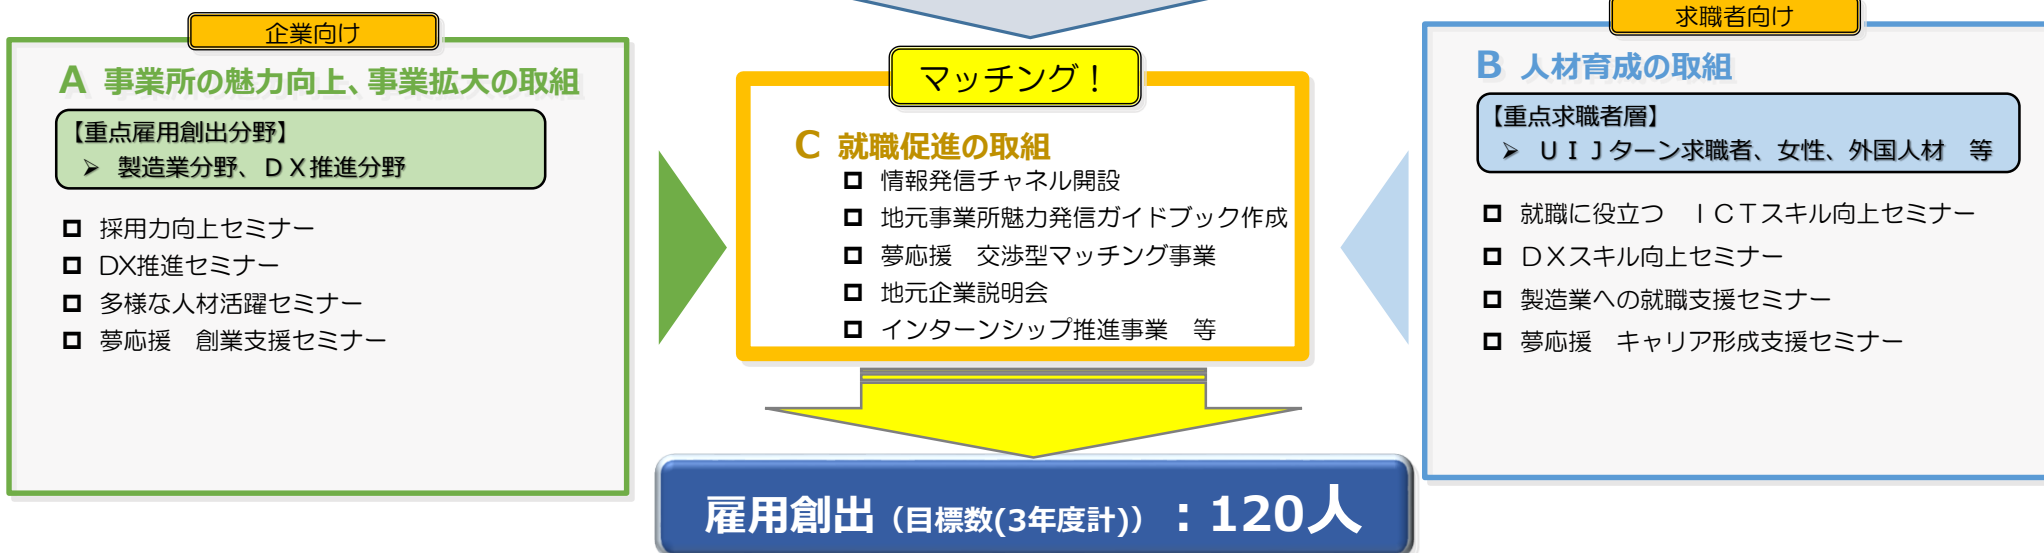 企業向け
A 事業所の魅力向上、事業拡大の取組
【重点雇用創出分野】
➢ 製造業分野、ＤＸ推進分野
採用力向上セミナー
DX推進セミナー
多様な人材活躍セミナー
夢応援　創業支援セミナー
マッチング！
C 就職促進の取組
情報発信チャネル開設
地元事業所魅力発信ガイドブック作成
夢応援　交渉型マッチング事業
地元企業説明会
インターンシップ推進事業　等
求職者向け
B 人材育成の取組
【重点求職者層】
➢ ＵＩＪターン求職者、女性、外国人材　等
就職に役立つ　ＩＣＴスキル向上セミナー
ＤＸスキル向上セミナー
製造業への就職支援セミナー
夢応援　キャリア形成支援セミナー
雇用創出（目標数(3年度計)）：120人